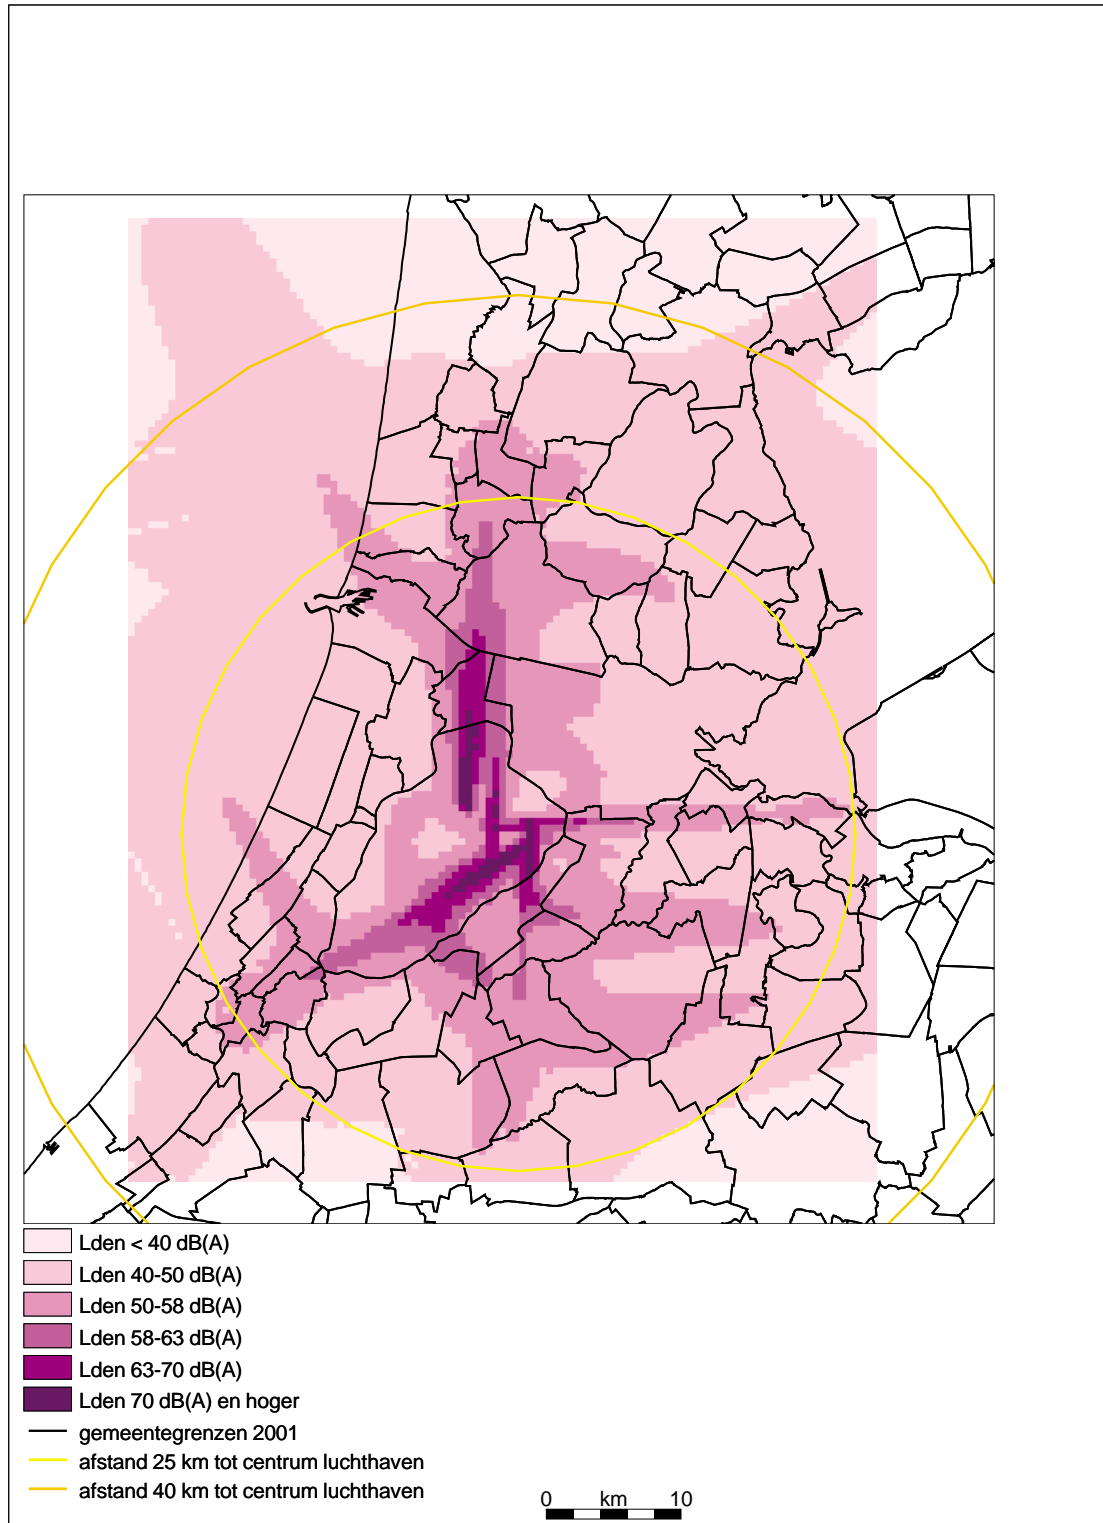 Lden < 40 dB(A)
Lden 40-50 dB(A)
Lden 50-58 dB(A)
Lden 58-63 dB(A)
Lden 63-70 dB(A)
Lden 70 dB(A) en hoger
gemeentegrenzen 2001
afstand 25 km tot centrum luchthaven
afstand 40 km tot centrum luchthaven
0 km 10